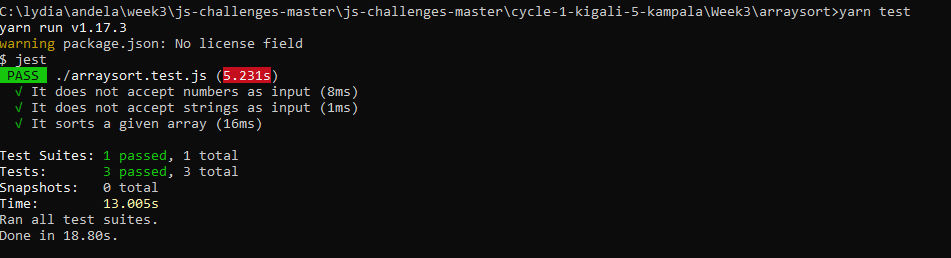 C:\lydia\andela\week3\js-challenges-master\js-challenges-master\cycle-1-kigali-5-kampala\Week3\arraysort>yarn test
yarn run v1.17.3
warning package.json: No license field
$ jest
PASS ./arraysort.test.js (5.231s)
√ It does not accept numbers as input (8ms)
√ It does not accept strings as input (1ms)
√ It sorts a given array (16ms)
Test Suites: 1 passed, 1 total
Tests: 3 passed, 3 total
Snapshots: 0 total
Time: 13.005s
Ran all test suites.
Done in 18.80s.